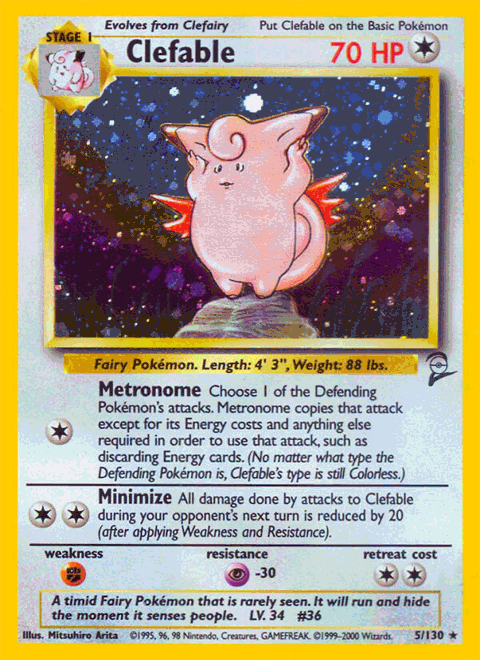 Evolves from Clefairy Put Clefable on the Basic Pokémon
STAGE 1
Clefable 70 HP
Fairy Pokémon. Length: 4' 3", Weight: 88 lbs.
Metronome Choose 1 of the Defending
Pokémon's attacks. Metronome copies that attack
except for its Energy costs and anything else
required in order to use that attack, such as
discarding Energy cards. (No matter what type the
Defending Pokémon is, Clefable's type is still Colorless.)
Minimize All damage done by attacks to Clefable
during your opponent's next turn is reduced by 20
(after applying Weakness and Resistance).
weakness resistance retreat cost
-30
A timid Fairy Pokémon that is rarely seen. It will run and hide
the moment it senses people. LV. 34 #36
Illus. Mitsuhiro Arita ©1995, 96, 98 Nintendo, Creatures, GAMEFREAK. ©1999-2000 Wizards. 5/130 ★